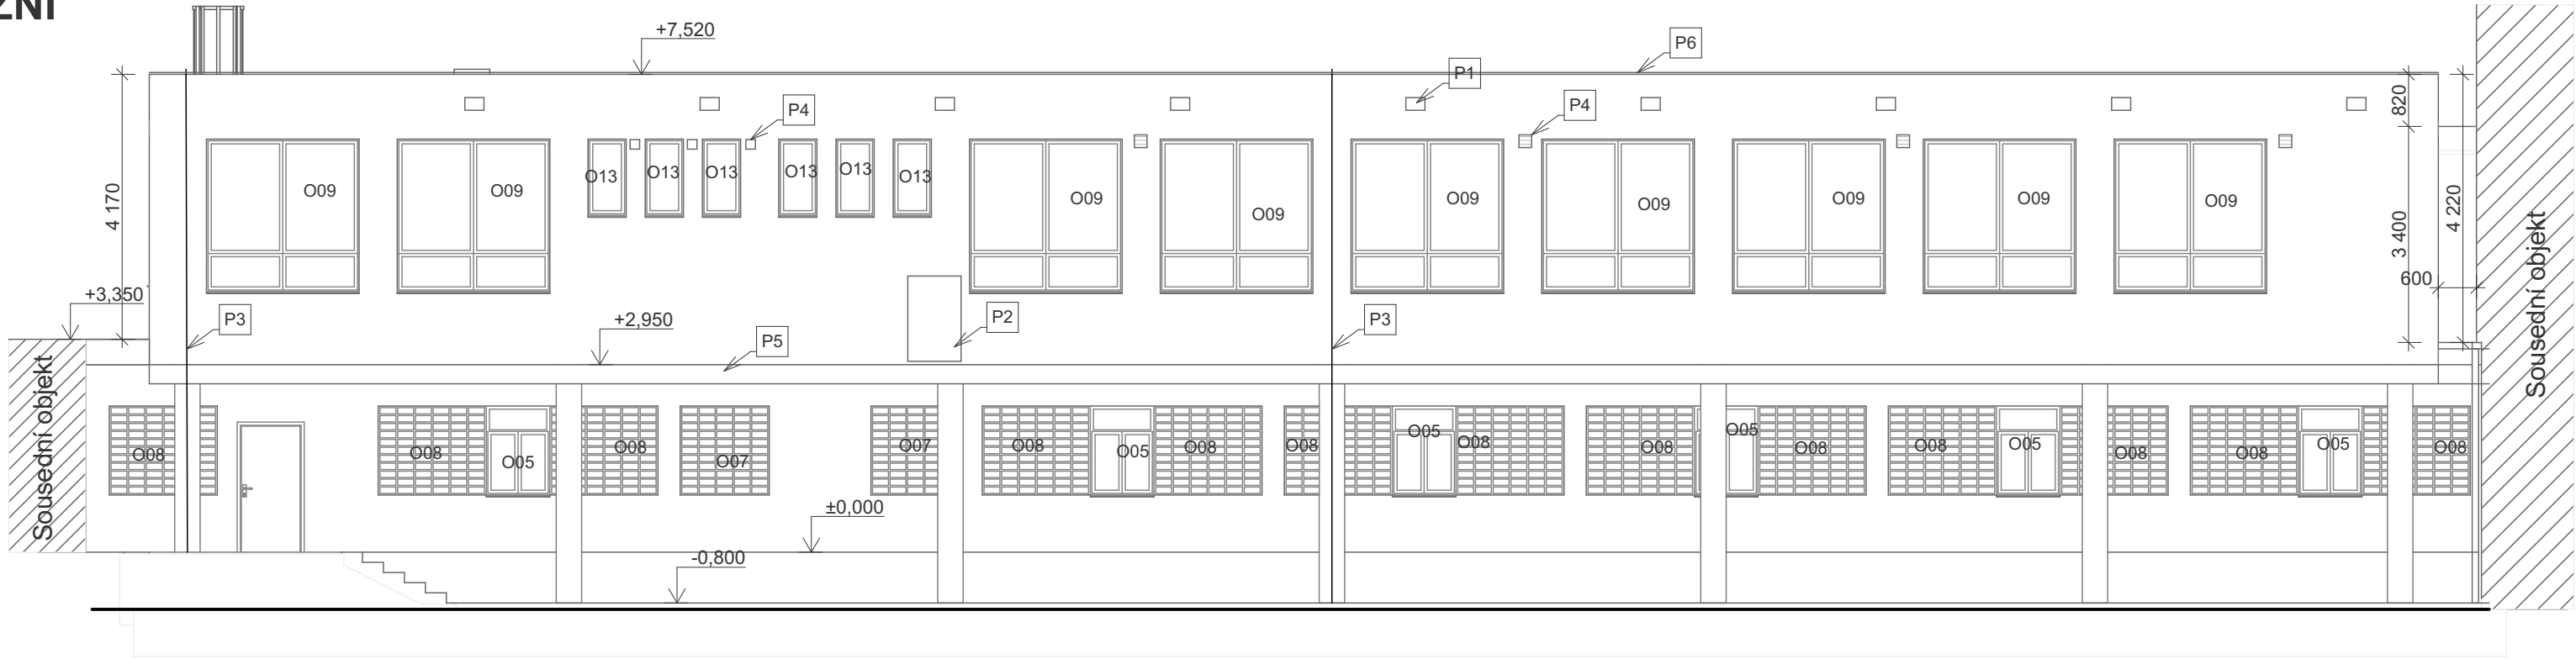 ZNÍ
+7,520
P6
P1
P4
P4
820
O09
O09
O13
O13
O13
O13
O13
O13
O09
O09
O09
O09
O09
O09
O09
4 170
3 400
4 220
600
+3,350
P3
+2,950
P5
P2
P3
Sousední objekt
Sousední objekt
O08
O08
O05
O08
O07
O07
O08
O05
O08
O08
O05
O08
O08
O05
O08
O08
O05
O08
O08
O05
O08
±0,000
-0,800